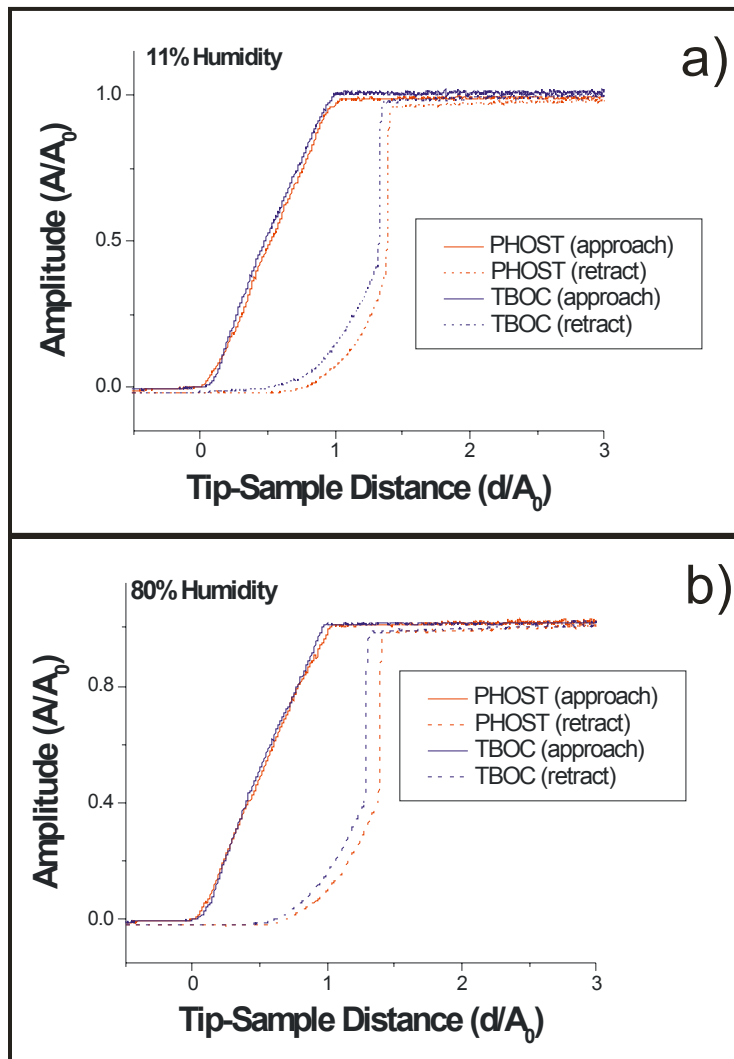 11% Humidity
a)
1.0
0.5
0.0
Amplitude (A/A₀)
PHOST (approach)
PHOST (retract)
TBOC (approach)
TBOC (retract)
0 1 2 3
Tip-Sample Distance (d/A₀)
80% Humidity
b)
0.8
0.4
0.0
Amplitude (A/A₀)
PHOST (approach)
PHOST (retract)
TBOC (approach)
TBOC (retract)
0 1 2 3
Tip-Sample Distance (d/A₀)